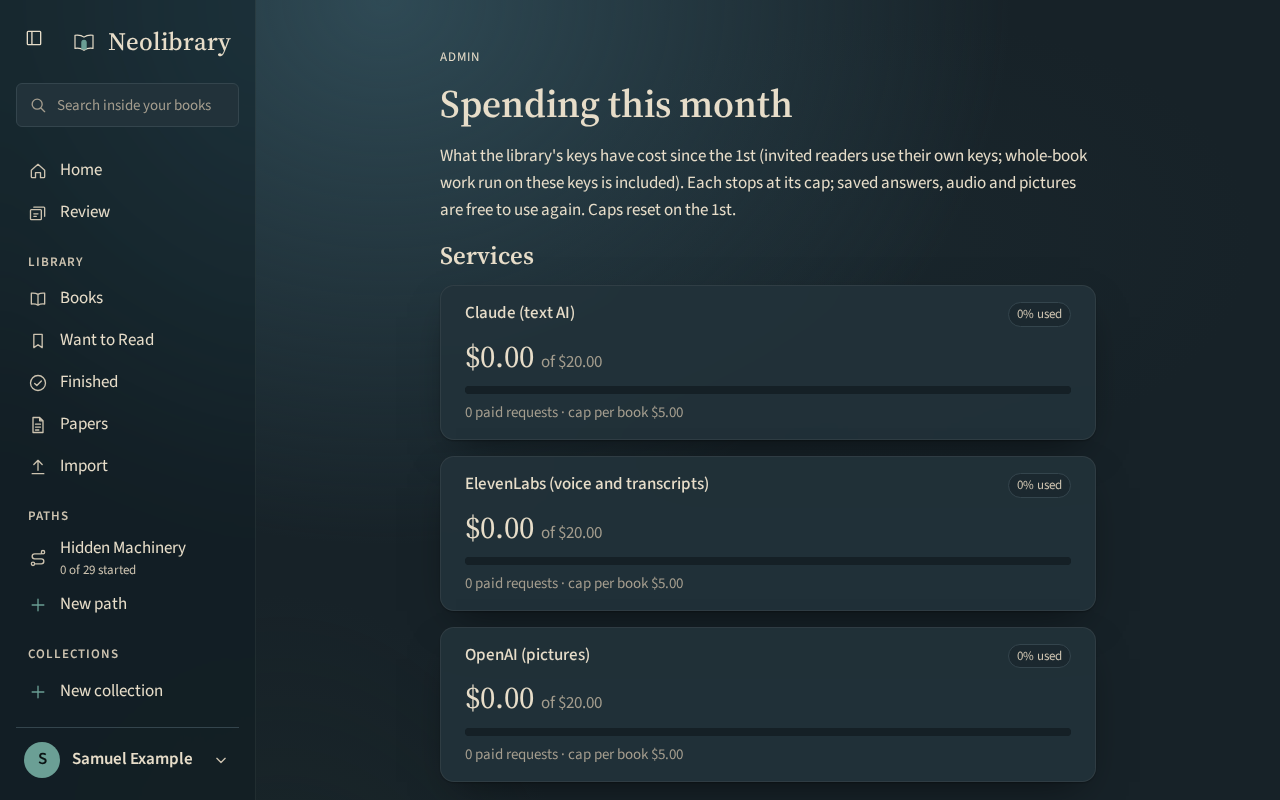 Neolibrary
Search inside your books
Home
Review
LIBRARY
Books
Want to Read
Finished
Papers
Import
PATHS
Hidden Machinery
0 of 29 started
New path
COLLECTIONS
New collection
S
Samuel Example
ADMIN
Spending this month
What the library's keys have cost since the 1st (invited readers use their own keys; whole-book
work run on these keys is included). Each stops at its cap; saved answers, audio and pictures
are free to use again. Caps reset on the 1st.
Services
Claude (text AI)
0% used
$0.00 of $20.00
0 paid requests · cap per book $5.00
ElevenLabs (voice and transcripts)
0% used
$0.00 of $20.00
0 paid requests · cap per book $5.00
OpenAI (pictures)
0% used
$0.00 of $20.00
0 paid requests · cap per book $5.00